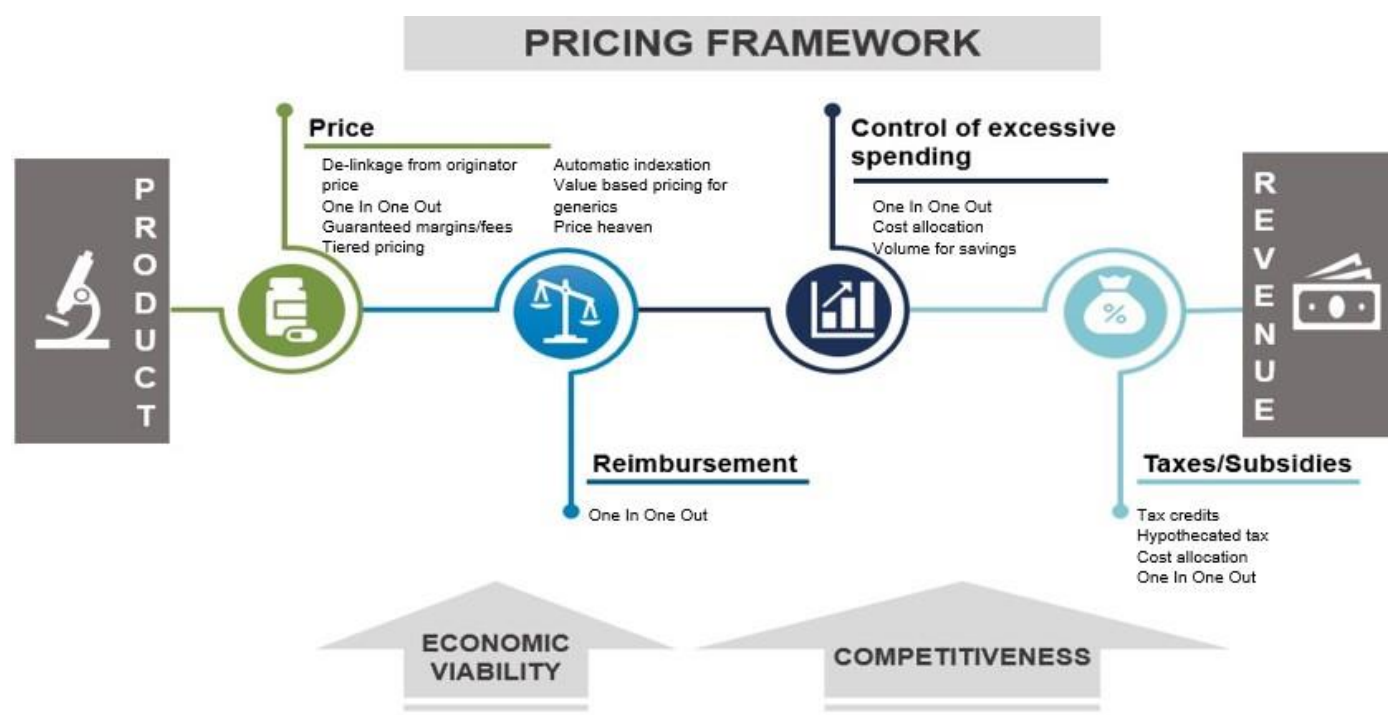 PRICING FRAMEWORK
PRODUCT
Price
De-linkage from originator
price
One In One Out
Guaranteed margins/fees
Tiered pricing
Automatic indexation
Value based pricing for
generics
Price heaven
Control of excessive
spending
One In One Out
Cost allocation
Volume for savings
REVENUE
%
Reimbursement
One In One Out
Taxes/Subsidies
Tax credits
Hypothecated tax
Cost allocation
One In One Out
ECONOMIC
VIABILITY
COMPETITIVENESS